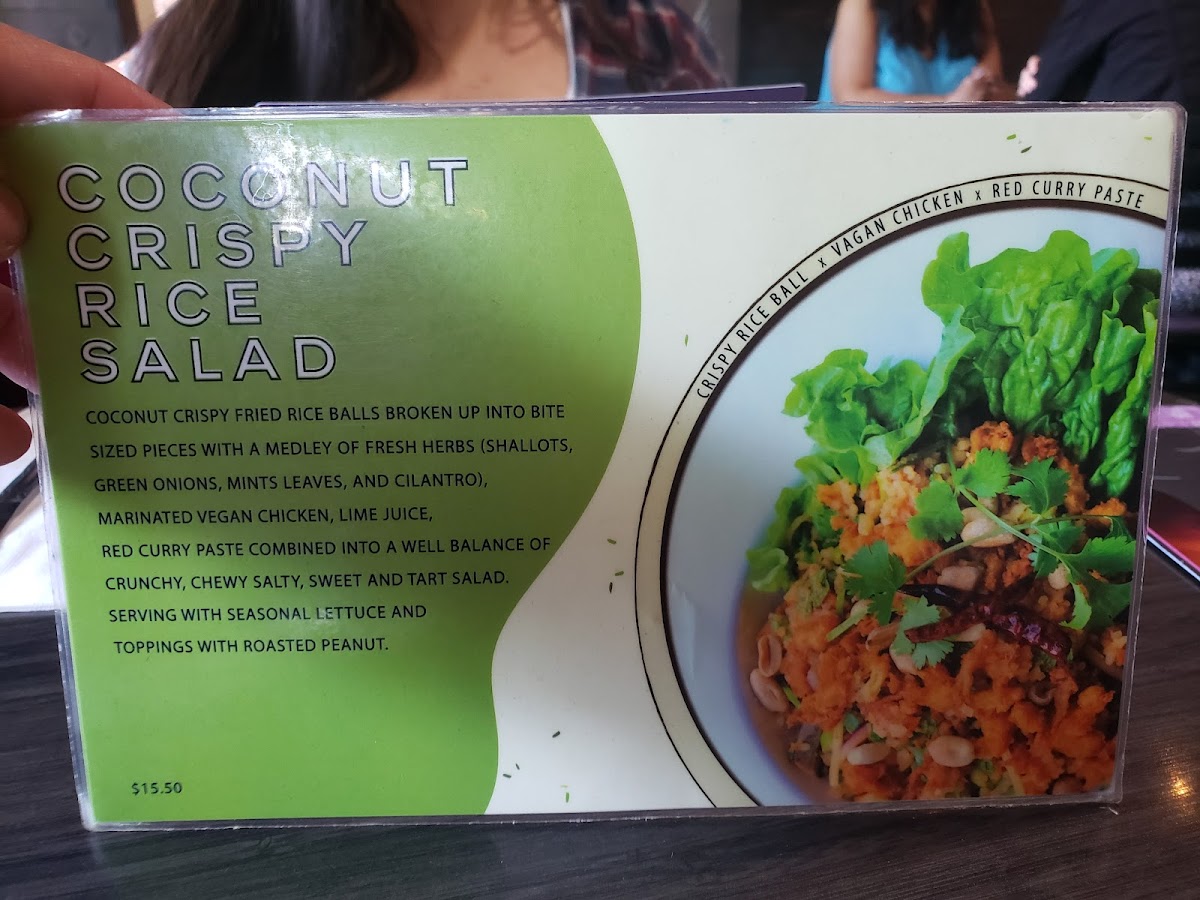 COCONUT
CRISPY
RICE
SALAD
COCONUT CRISPY FRIED RICE BALLS BROKEN UP INTO BITE
SIZED PIECES WITH A MEDLEY OF FRESH HERBS (SHALLOTS,
GREEN ONIONS, MINTS LEAVES, AND CILANTRO),
MARINATED VEGAN CHICKEN, LIME JUICE,
RED CURRY PASTE COMBINED INTO A WELL BALANCE OF
CRUNCHY, CHEWY SALTY, SWEET AND TART SALAD.
SERVING WITH SEASONAL LETTUCE AND
TOPPINGS WITH ROASTED PEANUT.
$15.50
CRISPY RICE BALL x VAGAN CHICKEN x RED CURRY PASTE